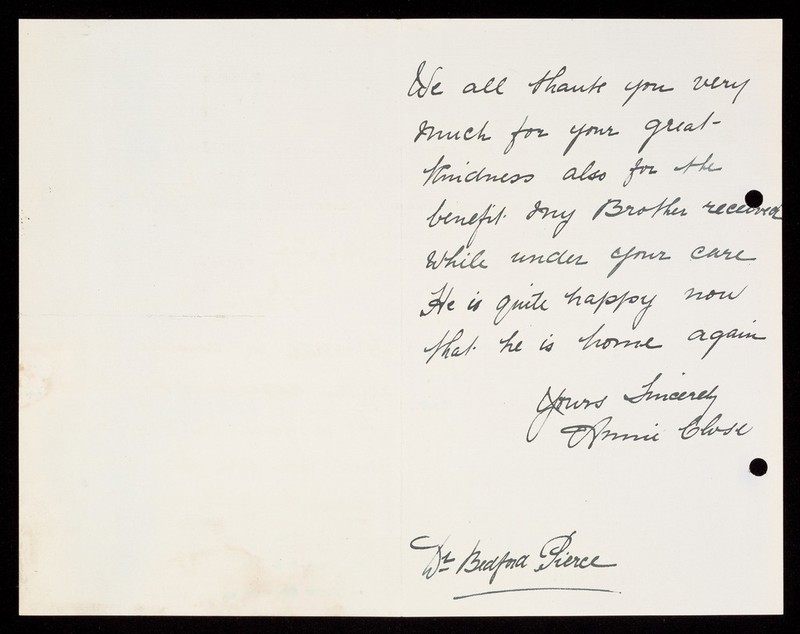 We all thank you very
much for your great
kindness also for the
benefit my Brother received
while under your care
He is quite happy now
that he is home again
Yours Sincerely
Annie Close
Dr Bedford Pierce